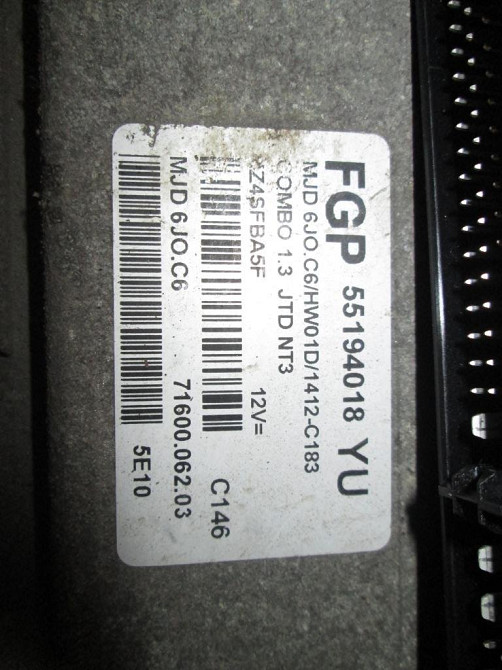 FGP 55194018 YU
MJD 6JO.C6/HW01D/1412-C183
COMBO 1.3 JTD NT3
12V=
C146
MJD 6JO.C6 71600.062.03
5E10